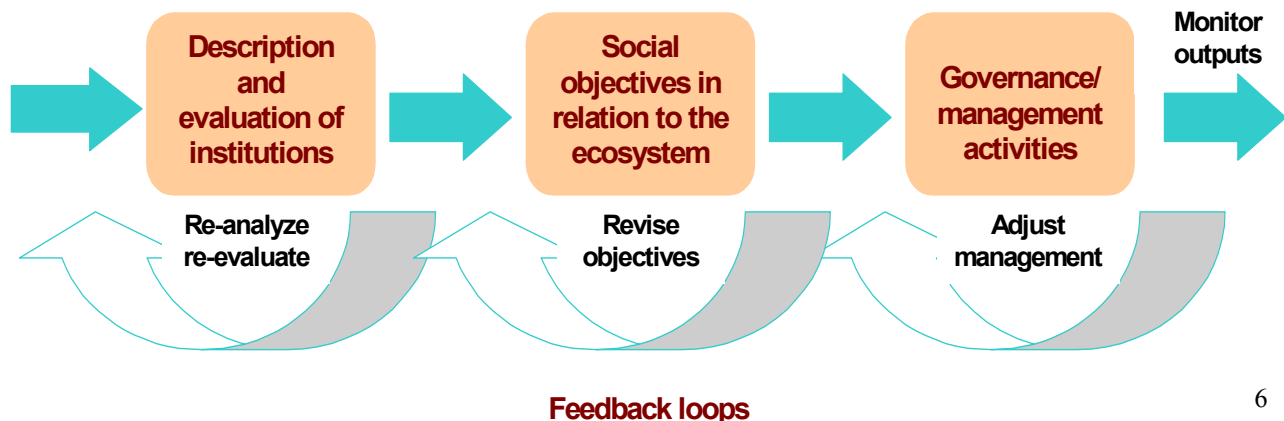 Description
and
evaluation of
institutions
Social
objectives in
relation to the
ecosystem
Governance/
management
activities
Monitor
outputs
Re-analyze
re-evaluate
Revise
objectives
Adjust
management
Feedback loops
6